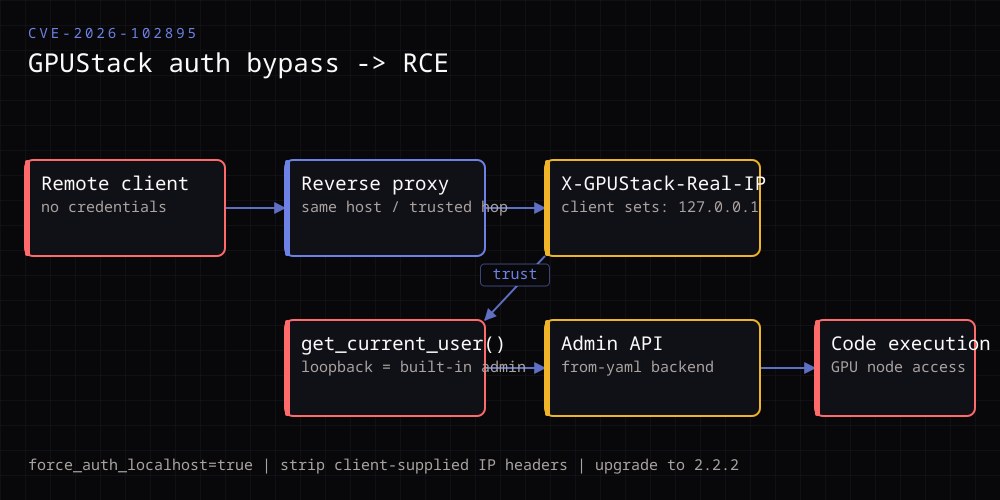 CVE-2026-102895
GPUStack auth bypass -> RCE
Remote client
no credentials
Reverse proxy
same host / trusted hop
X-GPUStack-Real-IP
client sets: 127.0.0.1
trust
get_current_user()
loopback = built-in admin
Admin API
from-yaml backend
Code execution
GPU node access
force_auth_localhost=true | strip client-supplied IP headers | upgrade to 2.2.2